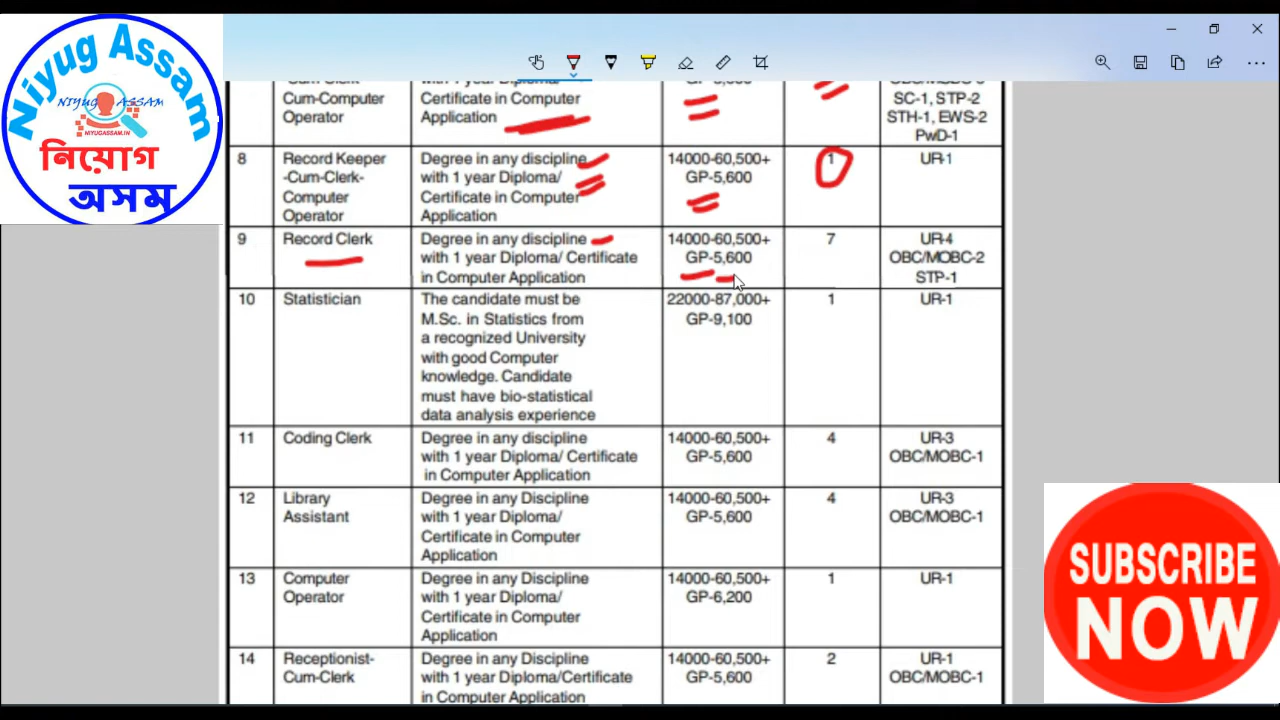 Niyug Assam
NIYUG ASSAM
NIYUGASSAM.IN
নিয়োগ
অসম
Cum-Computer
Operator
Certificate in Computer
Application
SC-1, STP-2
STH-1, EWS-2
PwD-1
8
Record Keeper
-Cum-Clerk-
Computer
Operator
Degree in any discipline
with 1 year Diploma/
Certificate in Computer
Application
14000-60,500+
GP-5,600
1
UR-1
9
Record Clerk
Degree in any discipline
with 1 year Diploma/ Certificate
in Computer Application
14000-60,500+
GP-5,600
7
UR-4
OBC/MOBC-2
STP-1
10
Statistician
The candidate must be
M.Sc. in Statistics from
a recognized University
with good Computer
knowledge. Candidate
must have bio-statistical
data analysis experience
22000-87,000+
GP-9,100
1
UR-1
11
Coding Clerk
Degree in any discipline
with 1 year Diploma/ Certificate
in Computer Application
14000-60,500+
GP-5,600
4
UR-3
OBC/MOBC-1
12
Library
Assistant
Degree in any Discipline
with 1 year Diploma/
Certificate in Computer
Application
14000-60,500+
GP-5,600
4
UR-3
OBC/MOBC-1
13
Computer
Operator
Degree in any Discipline
with 1 year Diploma/
Certificate in Computer
Application
14000-60,500+
GP-6,200
1
UR-1
14
Receptionist-
Cum-Clerk
Degree in any Discipline
with 1 year Diploma/Certificate
in Computer Application
14000-60,500+
GP-5,600
2
UR-1
OBC/MOBC-1
SUBSCRIBE
NOW